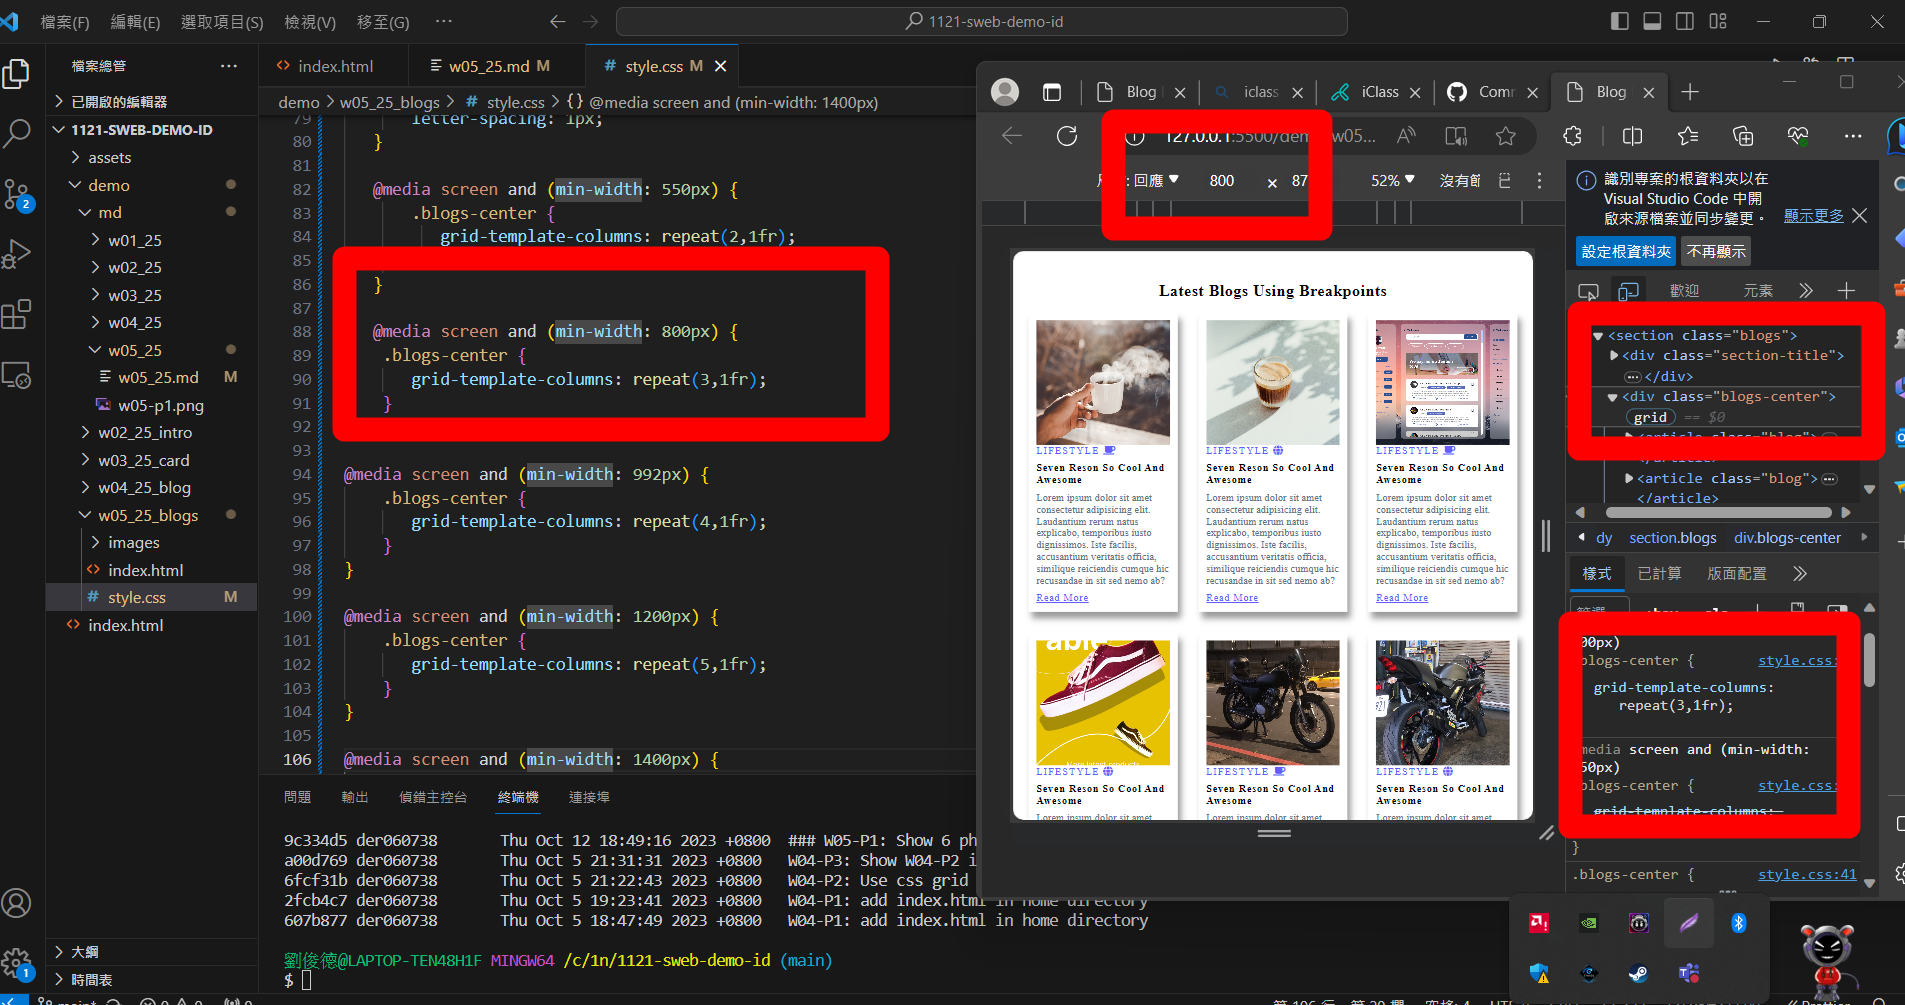 檔案(F) 編輯(E) 選取項目(S) 檢視(V) 移至(G) ···
1121-sweb-demo-id
檔案總管 ···
已開啟的編輯器
1121-SWEB-DEMO-ID
assets
demo
md
w01_25
w02_25
w03_25
w04_25
w05_25
w05_25.md M
w05-p1.png
w02_25_intro
w03_25_card
w04_25_blog
w05_25_blogs
images
index.html
style.css M
index.html
大綱
時間表
2
1
index.html
w05_25.md M
style.css M
demo > w05_25_blogs > style.css > {} @media screen and (min-width: 1400px)
79 letter-spacing: 1px;
80 }
81
82 @media screen and (min-width: 550px) {
83 .blogs-center {
84 grid-template-columns: repeat(2,1fr);
85
86 }
87
88 @media screen and (min-width: 800px) {
89 .blogs-center {
90 grid-template-columns: repeat(3,1fr);
91 }
92
93
94 @media screen and (min-width: 992px) {
95 .blogs-center {
96 grid-template-columns: repeat(4,1fr);
97 }
98 }
99
100 @media screen and (min-width: 1200px) {
101 .blogs-center {
102 grid-template-columns: repeat(5,1fr);
103 }
104 }
105
106 @media screen and (min-width: 1400px) {
問題 輸出 偵錯主控台 終端機 連接埠
9c334d5 der060738 Thu Oct 12 18:49:16 2023 +0800 ### W05-P1: Show 6 ph
a00d769 der060738 Thu Oct 5 21:31:31 2023 +0800 W04-P3: Show W04-P2 i
6fcf31b der060738 Thu Oct 5 21:22:43 2023 +0800 W04-P2: Use css grid
2fcb4c7 der060738 Thu Oct 5 19:23:41 2023 +0800 W04-P1: add index.html in home directory
607b877 der060738 Thu Oct 5 18:47:49 2023 +0800 W04-P1: add index.html in home directory
劉俊德@LAPTOP-TEN48H1F MINGW64 /c/1n/1121-sweb-demo-id (main)
$
Blog iclass iClass Comr Blog
127.0.0.1:5500/dem w05...
: 回應 800 × 87 52% 沒有節
Latest Blogs Using Breakpoints
LIFESTYLE
Seven Reson So Cool And
Awesome
Lorem ipsum dolor sit amet
consectetur adipisicing elit.
Laudantium rerum natus
explicabo, temporibus iusto
dignissimos. Iste facilis,
accusantium veritatis officia,
similique reiciendis cumque hic
recusandae in sit sed nemo ab?
Read More
LIFESTYLE
Seven Reson So Cool And
Awesome
Lorem ipsum dolor sit amet
consectetur adipisicing elit.
Laudantium rerum natus
explicabo, temporibus iusto
dignissimos. Iste facilis,
accusantium veritatis officia,
similique reiciendis cumque hic
recusandae in sit sed nemo ab?
Read More
LIFESTYLE
Seven Reson So Cool And
Awesome
Lorem ipsum dolor sit amet
consectetur adipisicing elit.
Laudantium rerum natus
explicabo, temporibus iusto
dignissimos. Iste facilis,
accusantium veritatis officia,
similique reiciendis cumque hic
recusandae in sit sed nemo ab?
Read More
LIFESTYLE
Seven Reson So Cool And
Awesome
Lorem ipsum dolor sit amet
LIFESTYLE
Seven Reson So Cool And
Awesome
Lorem ipsum dolor sit amet
LIFESTYLE
Seven Reson So Cool And
Awesome
Lorem ipsum dolor sit amet
識別專案的根資料夾以在
Visual Studio Code 中開
啟來源檔案並同步變更。
顯示更多
設定根資料夾 不再顯示
歡迎 元素
<section class="blogs">
<div class="section-title">
</div>
<div class="blogs-center">
grid == $0
<article class="blog">
</article>
<article class="blog">
</article>
dy section.blogs div.blogs-center
樣式 已計算 版面配置
00px)
blogs-center { style.css:
grid-template-columns:
repeat(3,1fr);
media screen and (min-width:
50px)
blogs-center { style.css:
grid-template-columns:
}
.blogs-center { style.css:41